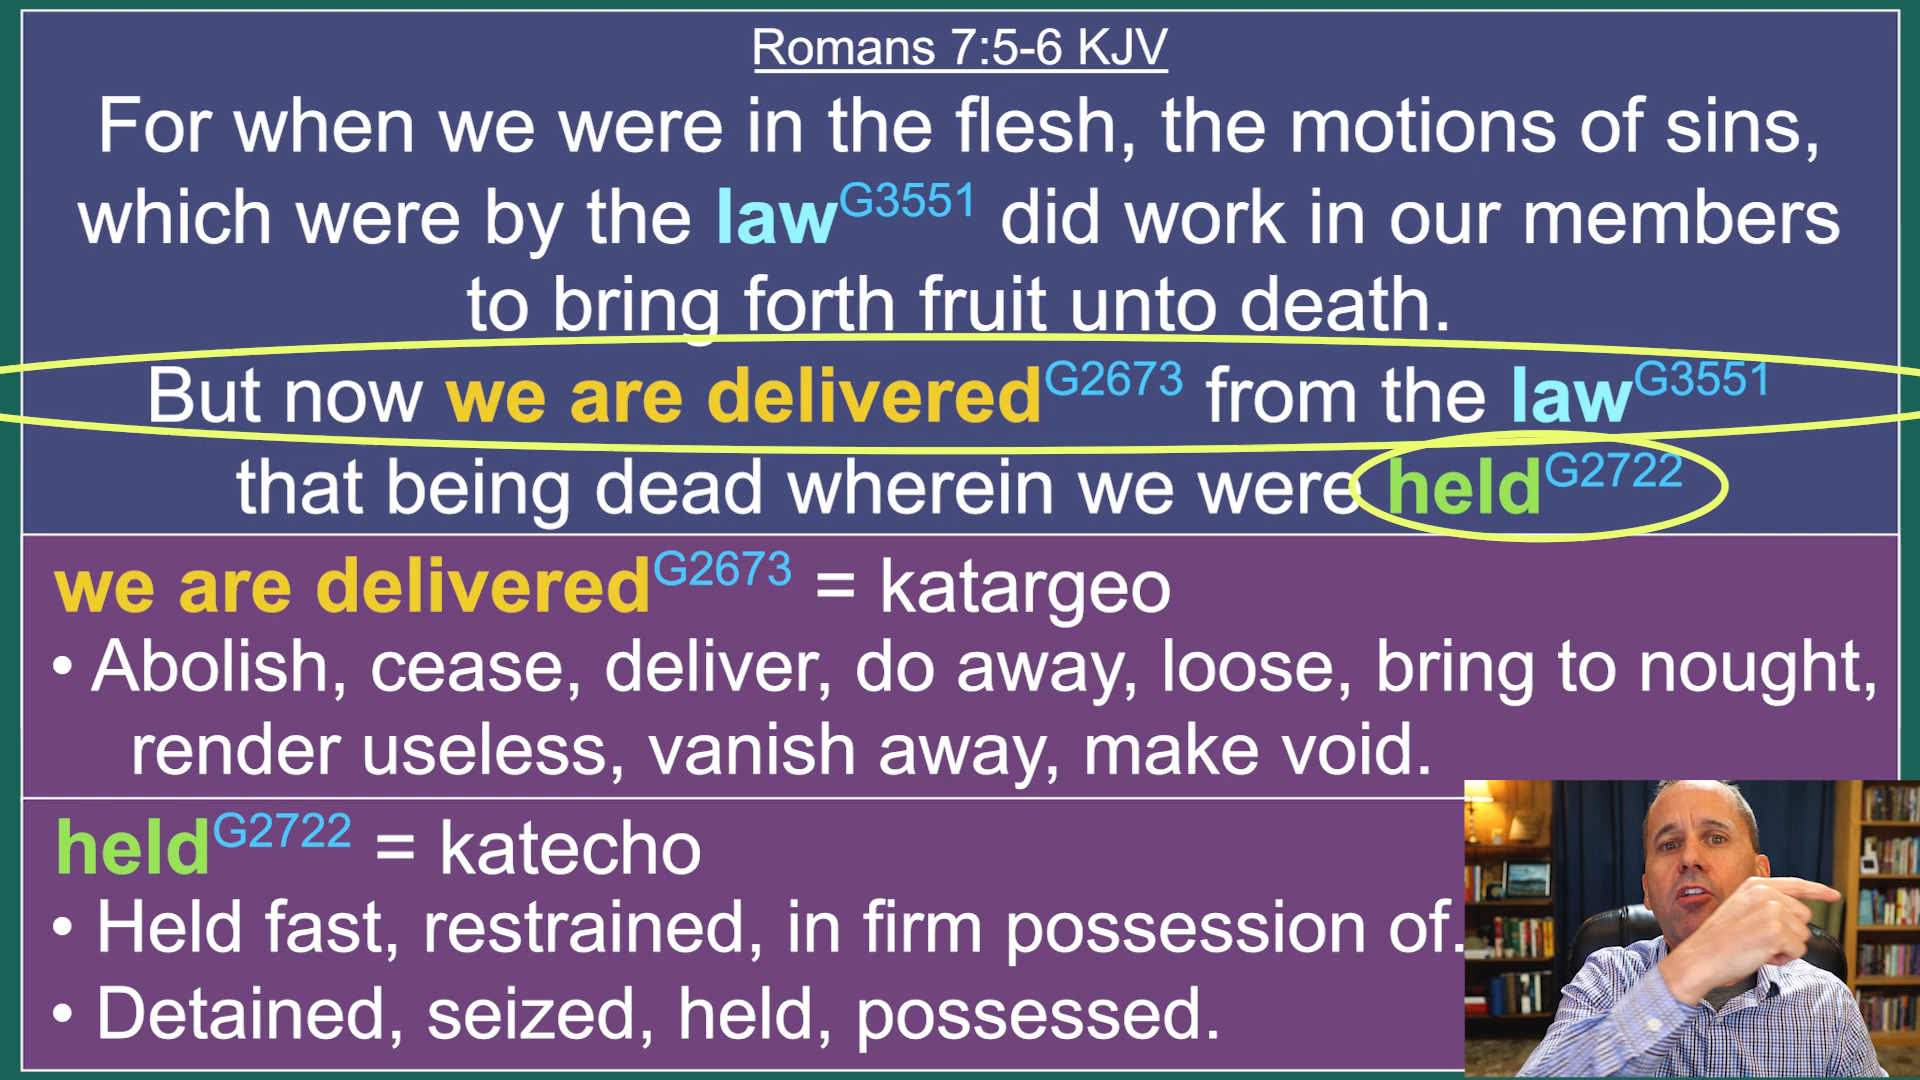 Romans 7:5-6 KJV
For when we were in the flesh, the motions of sins,
which were by the lawG3551 did work in our members
to bring forth fruit unto death.
But now we are deliveredG2673 from the lawG3551
that being dead wherein we were heldG2722
we are deliveredG2673 = katargeo
• Abolish, cease, deliver, do away, loose, bring to nought,
render useless, vanish away, make void.
heldG2722 = katecho
• Held fast, restrained, in firm possession of.
• Detained, seized, held, possessed.